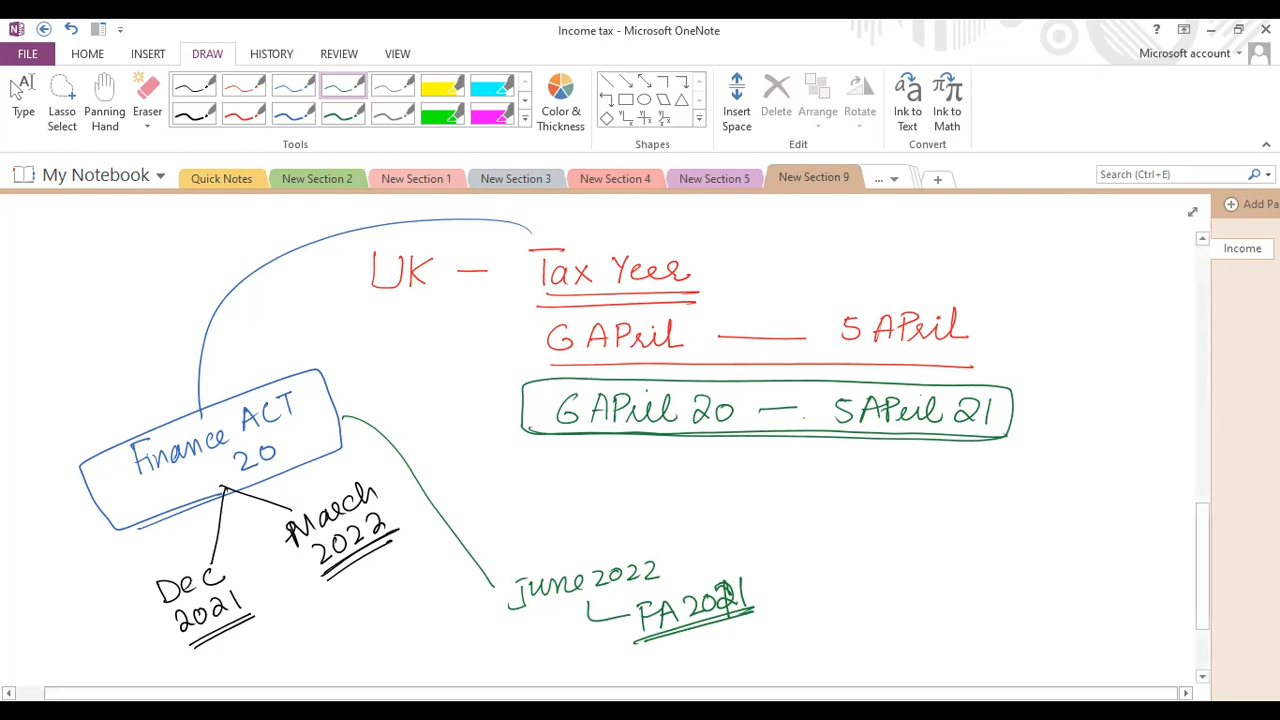 Income tax - Microsoft OneNote
FILE HOME INSERT DRAW HISTORY REVIEW VIEW
Microsoft account
Type
Lasso Select
Panning Hand
Eraser
Color & Thickness
Insert Space
Delete
Arrange
Rotate
Ink to Text
Ink to Math
Tools
Shapes
Edit
Convert
My Notebook
Quick Notes New Section 2 New Section 1 New Section 3 New Section 4 New Section 5 New Section 9 ...
Search (Ctrl+E)
Add Pa
Income
UK - Tax Year
6 APril — 5 APril
6 APril 20 — 5 APril 21
Finance ACT
20
March
2022
Dec
2021
June 2022
FA 2021